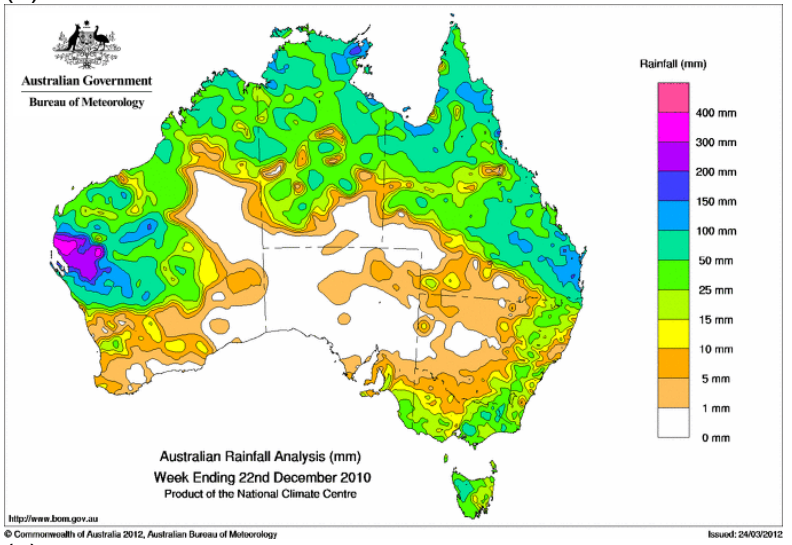 Australian Government
Bureau of Meteorology
Rainfall (mm)
400 mm
300 mm
200 mm
150 mm
100 mm
50 mm
25 mm
15 mm
10 mm
5 mm
1 mm
0 mm
Australian Rainfall Analysis (mm)
Week Ending 22nd December 2010
Product of the National Climate Centre
http://www.bom.gov.au
© Commonwealth of Australia 2012, Australian Bureau of Meteorology
Issued: 24/03/2012